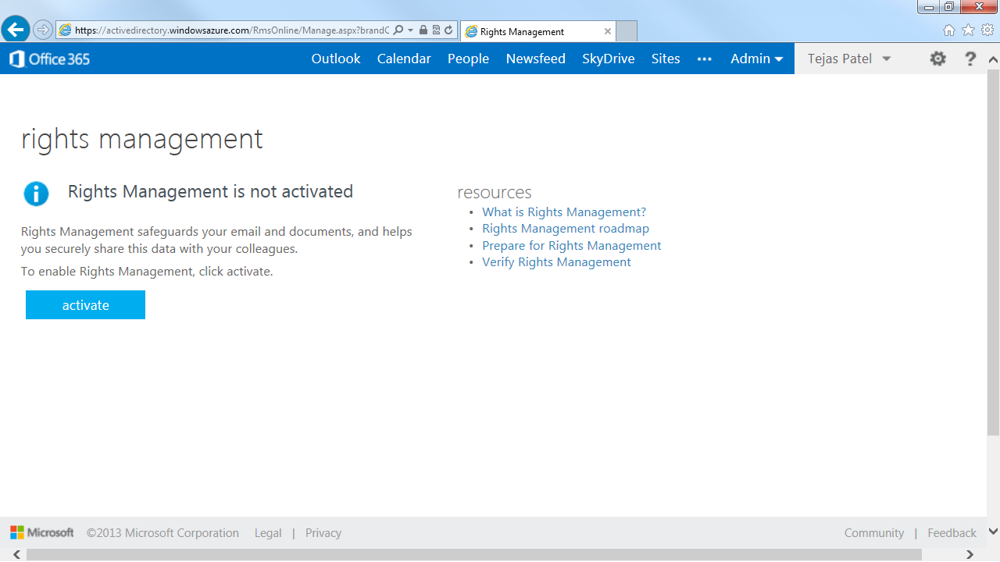 https://activedirectory.windowsazure.com/RmsOnline/Manage.aspx?brandC
Rights Management
Office 365
Outlook Calendar People Newsfeed SkyDrive Sites ••• Admin Tejas Patel ?
rights management
Rights Management is not activated
Rights Management safeguards your email and documents, and helps
you securely share this data with your colleagues.
To enable Rights Management, click activate.
activate
resources
• What is Rights Management?
• Rights Management roadmap
• Prepare for Rights Management
• Verify Rights Management
Microsoft ©2013 Microsoft Corporation Legal | Privacy Community | Feedback